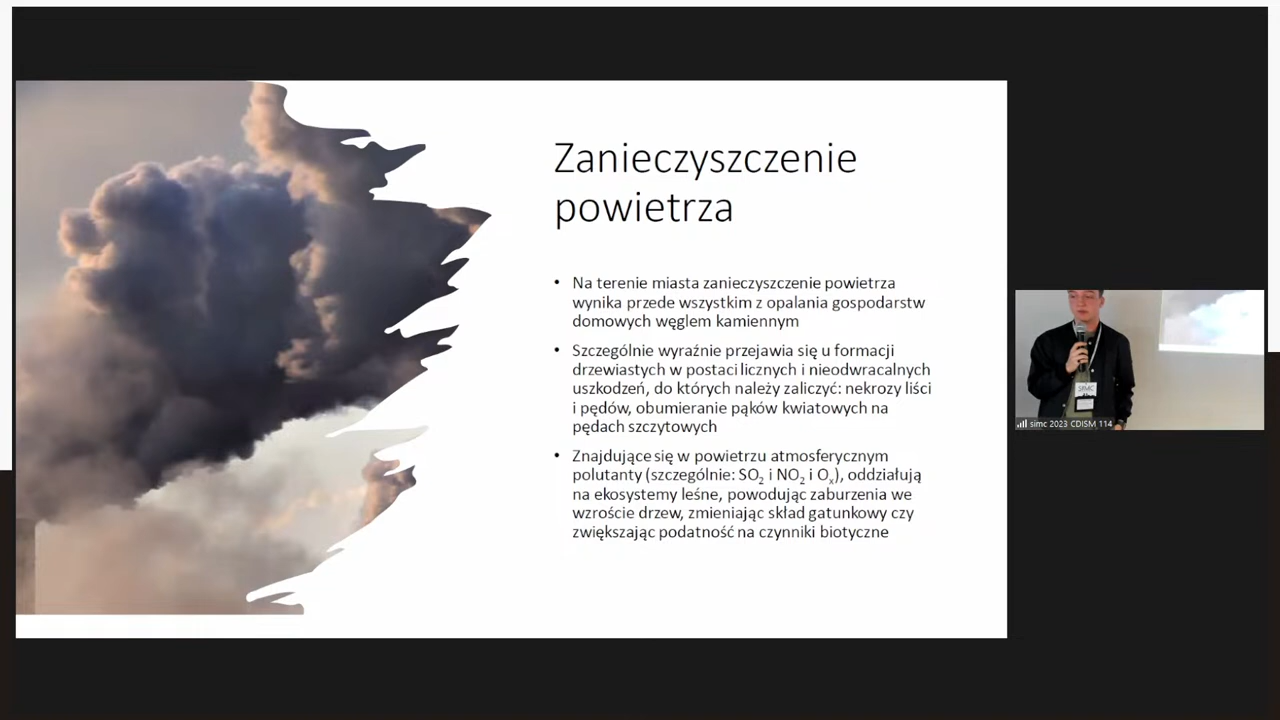 Zanieczyszczenie
powietrza
• Na terenie miasta zanieczyszczenie powietrza
wynika przede wszystkim z opalania gospodarstw
domowych węglem kamiennym
• Szczególnie wyraźnie przejawia się u formacji
drzewiastych w postaci licznych i nieodwracalnych
uszkodzeń, do których należy zaliczyć: nekrozy liści
i pędów, obumieranie pąków kwiatowych na
pędach szczytowych
• Znajdujące się w powietrzu atmosferycznym
polutanty (szczególnie: SO₂ i NO₂ i Oₓ), oddziałują
na ekosystemy leśne, powodując zaburzenia we
wzroście drzew, zmieniając skład gatunkowy czy
zwiększając podatność na czynniki biotyczne
SIMC
simc 2023 CDISM 114